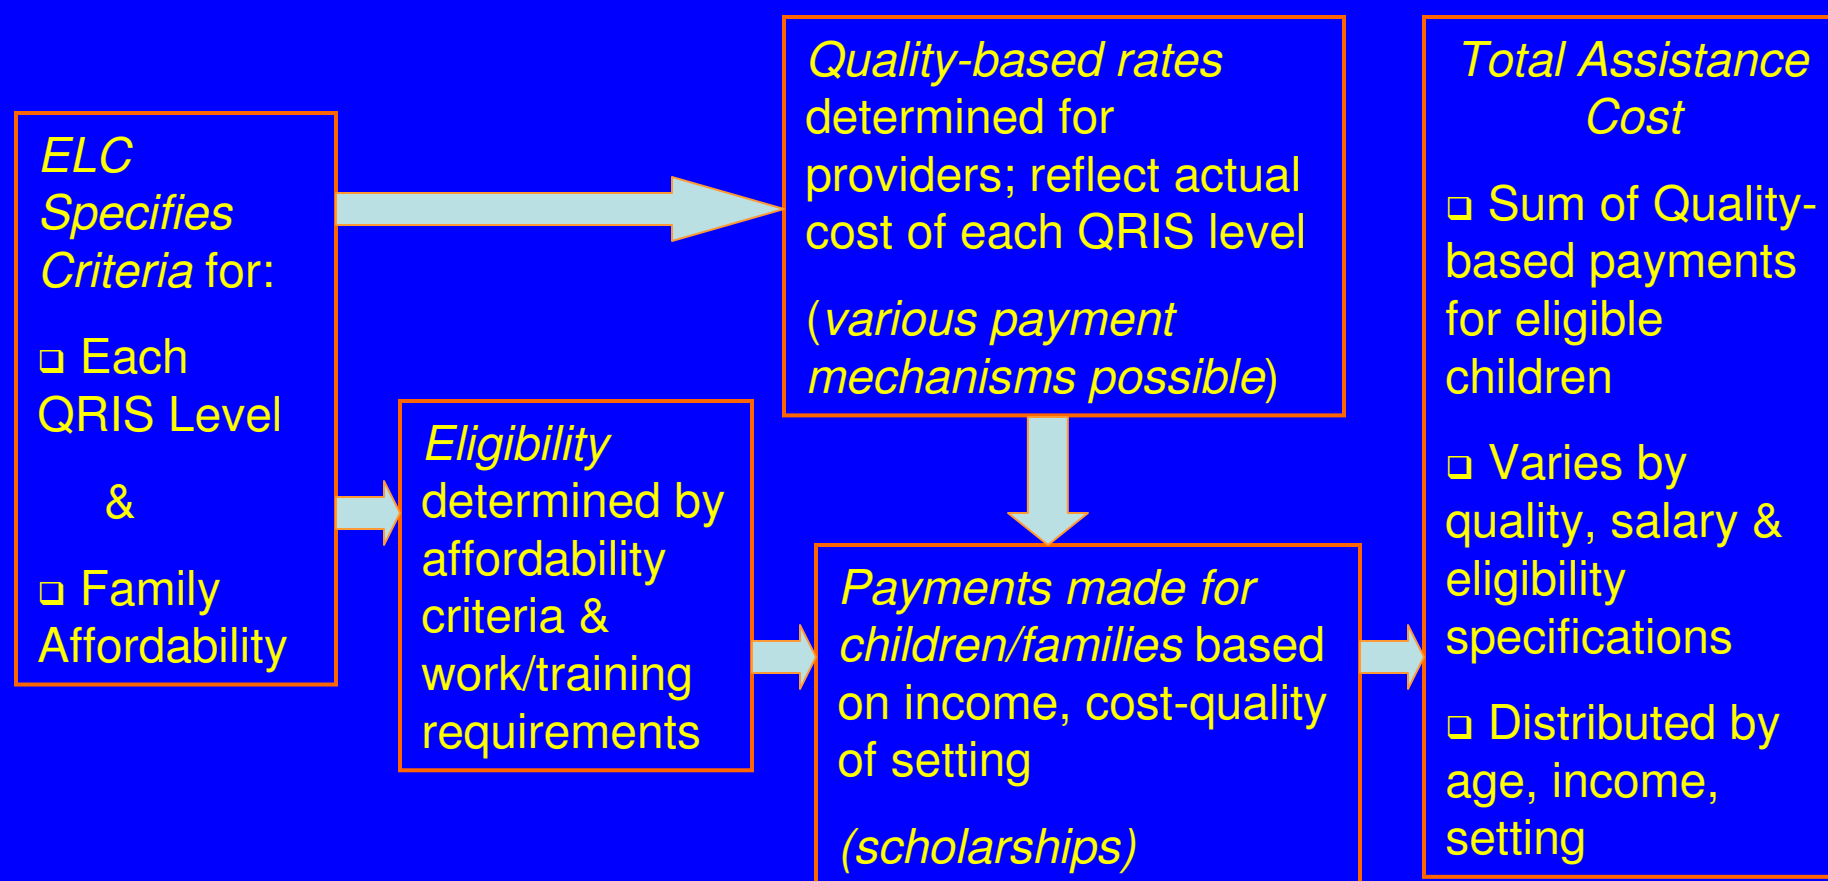 ELC
Specifies
Criteria for:
❑ Each
QRIS Level
&
❑ Family
Affordability
Eligibility
determined by
affordability
criteria &
work/training
requirements
Quality-based rates
determined for
providers; reflect actual
cost of each QRIS level
(various payment
mechanisms possible)
Payments made for
children/families based
on income, cost-quality
of setting
(scholarships)
Total Assistance
Cost
❑ Sum of Quality-
based payments
for eligible
children
❑ Varies by
quality, salary &
eligibility
specifications
❑ Distributed by
age, income,
setting